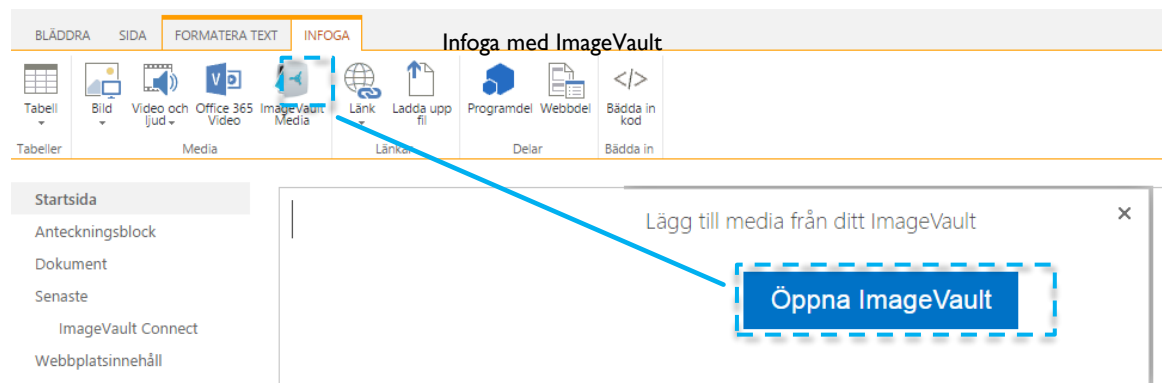 BLÄDDRA SIDA FORMATERA TEXT INFOGA
Infoga med ImageVault
Tabell Bild Video och ljud Office 365 Video ImageVault Media Länk Ladda upp fil Programdel Webbdel Bädda in kod
Tabeller Media Länkar Delar Bädda in
Startsida
Anteckningsblock
Dokument
Senaste
ImageVault Connect
Webbplatsinnehåll
Lägg till media från ditt ImageVault
Öppna ImageVault